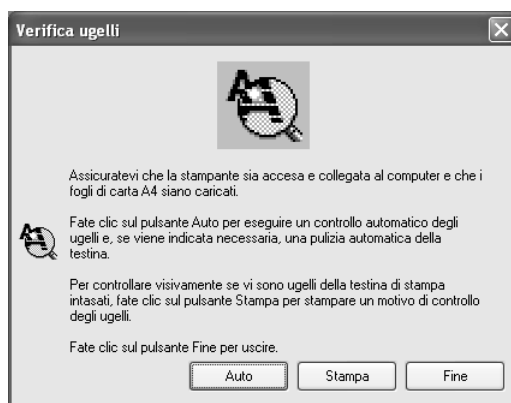 Verifica ugelli
Assicuratevi che la stampante sia accesa e collegata al computer e che i
fogli di carta A4 siano caricati.
Fate clic sul pulsante Auto per eseguire un controllo automatico degli
ugelli e, se viene indicata necessaria, una pulizia automatica della
testina.
Per controllare visivamente se vi sono ugelli della testina di stampa
intasati, fate clic sul pulsante Stampa per stampare un motivo di controllo
degli ugelli.
Fate clic sul pulsante Fine per uscire.
Auto Stampa Fine